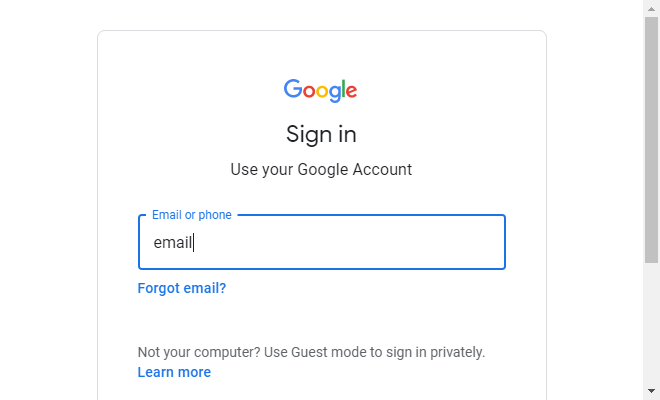 Google
Sign in
Use your Google Account
Email or phone
email
Forgot email?
Not your computer? Use Guest mode to sign in privately.
Learn more